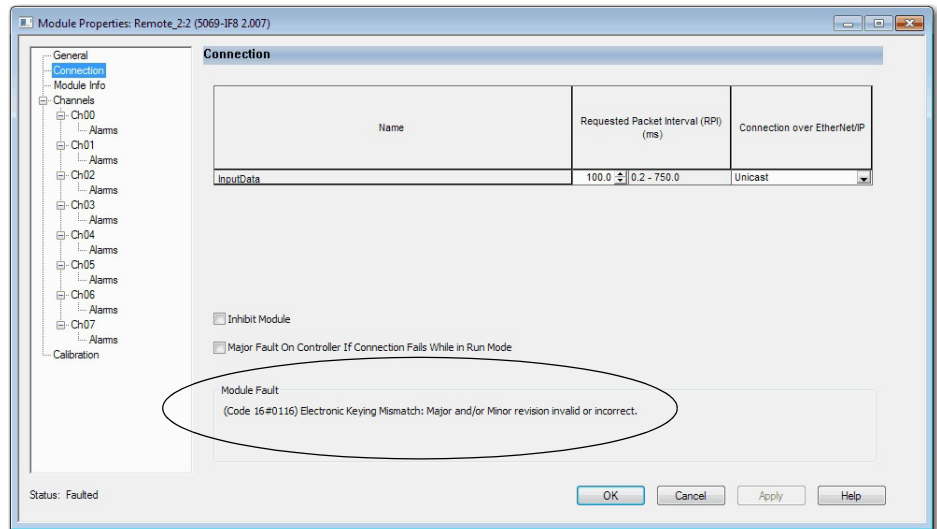 Module Properties: Remote_2:2 (5069-IF8 2.007)
General
Connection
Module Info
Channels
Ch00
Alarms
Ch01
Alarms
Ch02
Alarms
Ch03
Alarms
Ch04
Alarms
Ch05
Alarms
Ch06
Alarms
Ch07
Alarms
Calibration
Connection
Name
Requested Packet Interval (RPI)
(ms)
Connection over EtherNet/IP
InputData 100.0 0.2 - 750.0 Unicast
Inhibit Module
Major Fault On Controller If Connection Fails While in Run Mode
Module Fault
(Code 16#0116) Electronic Keying Mismatch: Major and/or Minor revision invalid or incorrect.
Status: Faulted
OK Cancel Apply Help